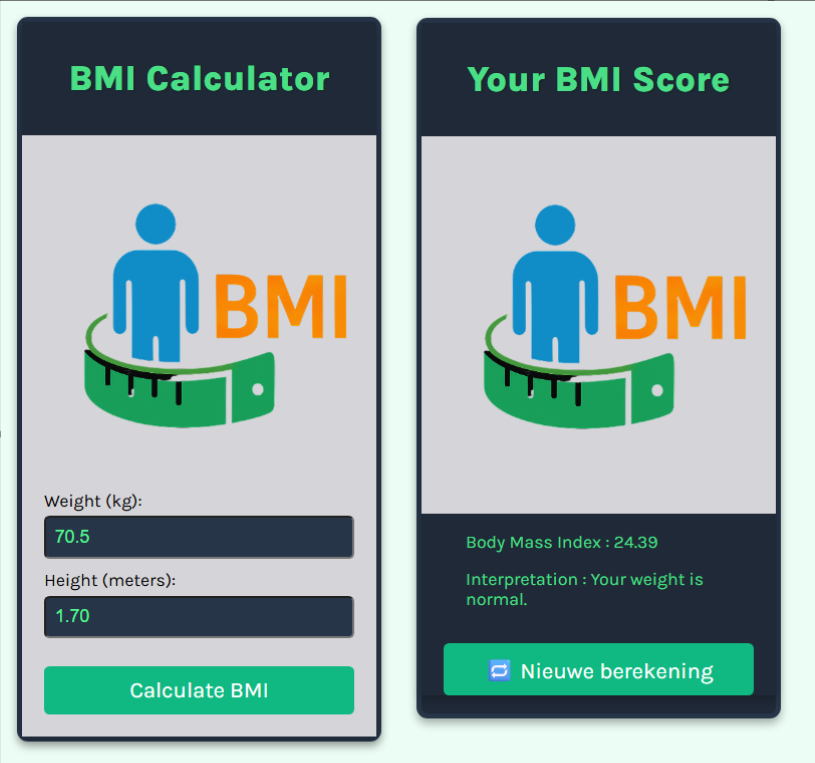 BMI Calculator
BMI
Weight (kg):
70.5
Height (meters):
1.70
Calculate BMI
Your BMI Score
BMI
Body Mass Index : 24.39
Interpretation : Your weight is
normal.
Nieuwe berekening